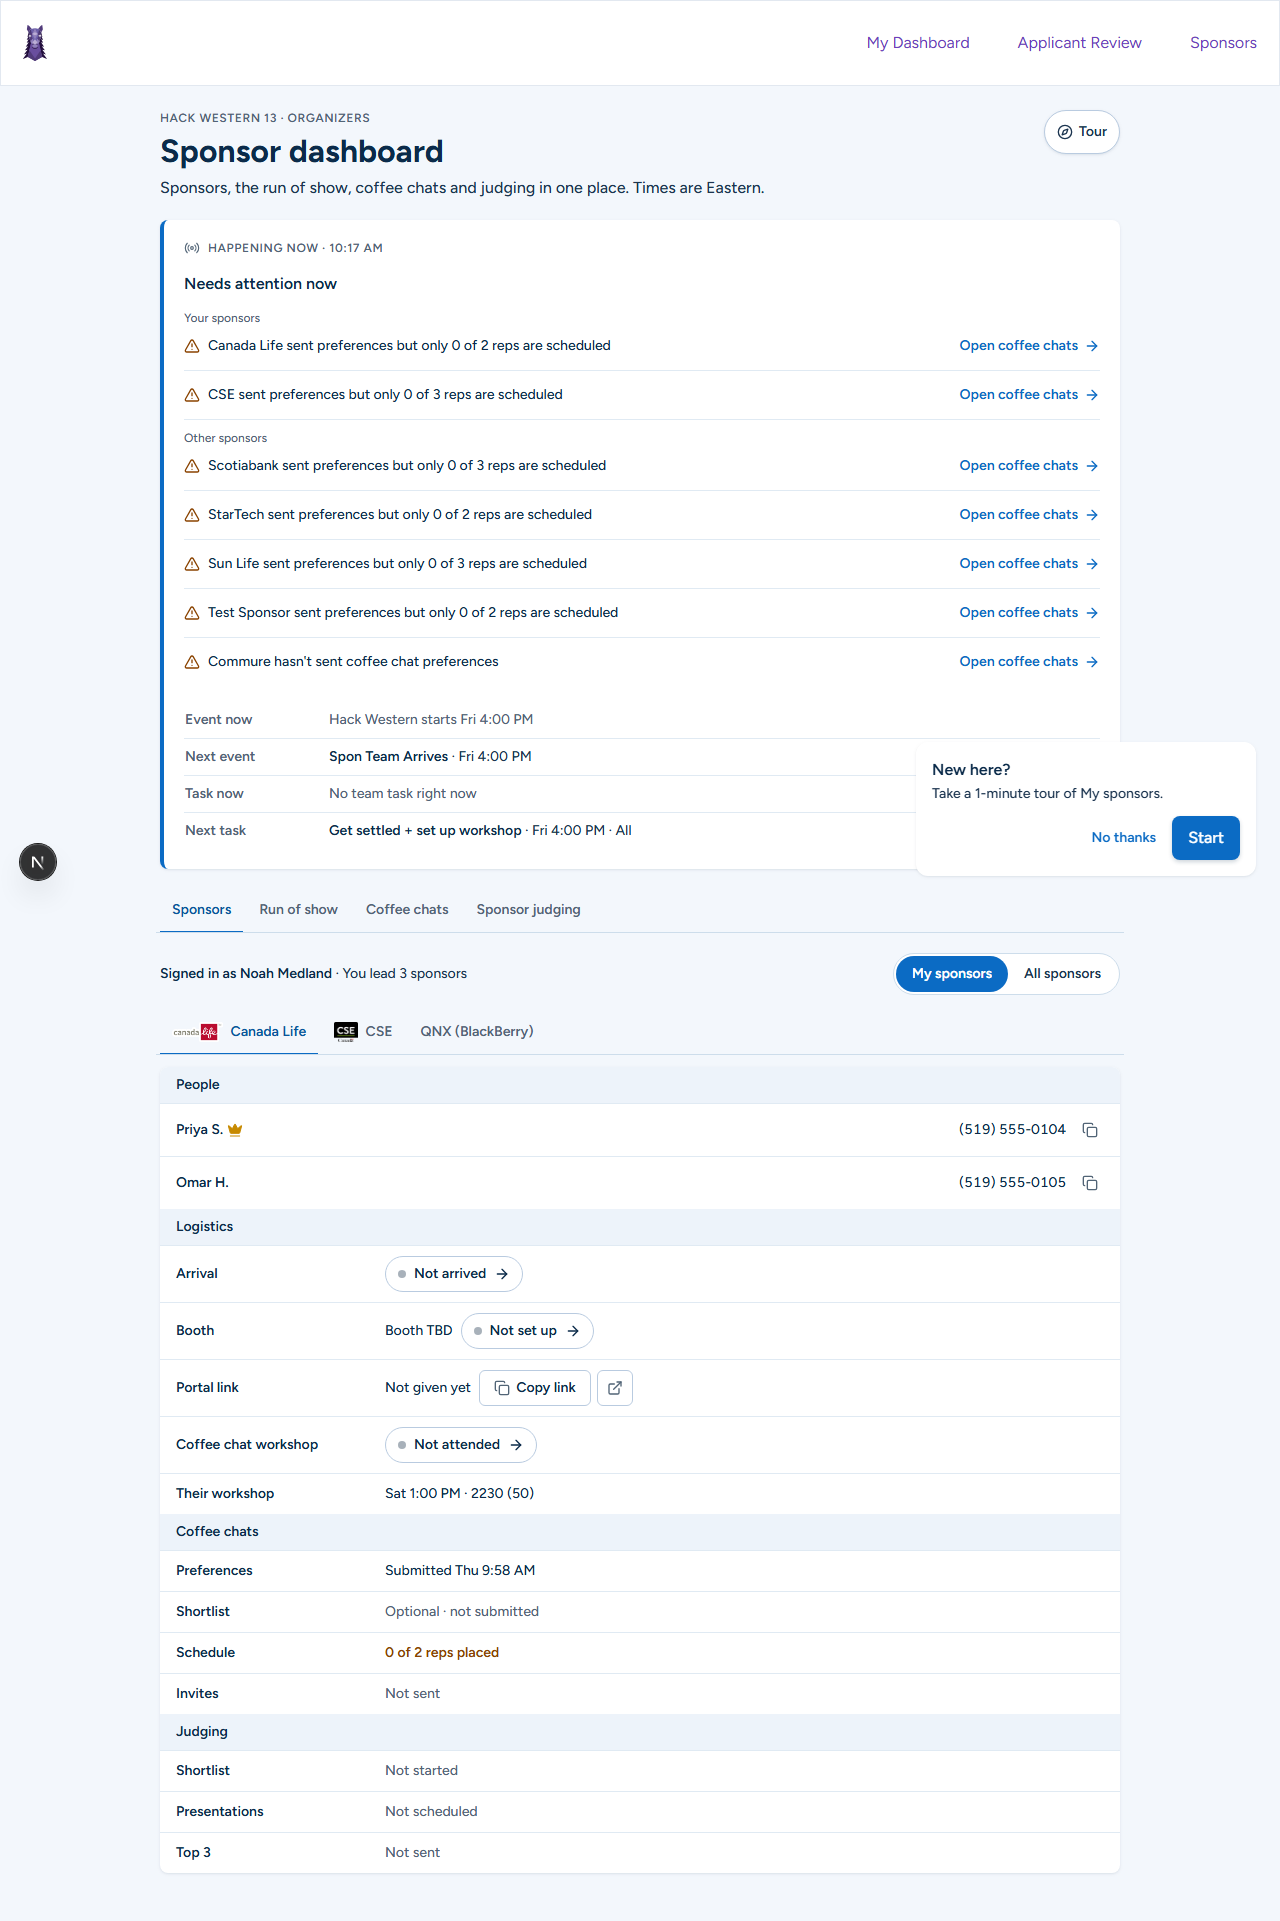 My Dashboard
Applicant Review
Sponsors
HACK WESTERN 13 · ORGANIZERS
Sponsor dashboard
Tour
Sponsors, the run of show, coffee chats and judging in one place. Times are Eastern.
HAPPENING NOW · 10:17 AM
Needs attention now
Your sponsors
Canada Life sent preferences but only 0 of 2 reps are scheduled
Open coffee chats
CSE sent preferences but only 0 of 3 reps are scheduled
Open coffee chats
Other sponsors
Scotiabank sent preferences but only 0 of 3 reps are scheduled
Open coffee chats
StarTech sent preferences but only 0 of 2 reps are scheduled
Open coffee chats
Sun Life sent preferences but only 0 of 3 reps are scheduled
Open coffee chats
Test Sponsor sent preferences but only 0 of 2 reps are scheduled
Open coffee chats
Commure hasn't sent coffee chat preferences
Open coffee chats
Event now
Hack Western starts Fri 4:00 PM
Next event
Spon Team Arrives · Fri 4:00 PM
Task now
No team task right now
Next task
Get settled + set up workshop · Fri 4:00 PM · All
New here?
Take a 1-minute tour of My sponsors.
No thanks
Start
N
Sponsors
Run of show
Coffee chats
Sponsor judging
Signed in as Noah Medland · You lead 3 sponsors
My sponsors
All sponsors
canada life
Canada Life
CSE
Canada
CSE
QNX (BlackBerry)
People
Priya S.
(519) 555-0104
Omar H.
(519) 555-0105
Logistics
Arrival
Not arrived
Booth
Booth TBD
Not set up
Portal link
Not given yet
Copy link
Coffee chat workshop
Not attended
Their workshop
Sat 1:00 PM · 2230 (50)
Coffee chats
Preferences
Submitted Thu 9:58 AM
Shortlist
Optional · not submitted
Schedule
0 of 2 reps placed
Invites
Not sent
Judging
Shortlist
Not started
Presentations
Not scheduled
Top 3
Not sent